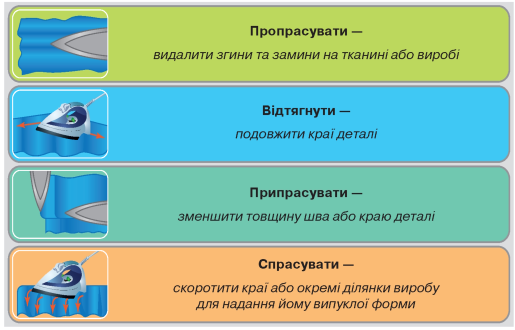 Пропрасувати —
видалити згини та замини на тканині або виробі
Відтягнути —
подовжити краї деталі
Припрасувати —
зменшити товщину шва або краю деталі
Спрасувати —
скоротити краї або окремі ділянки виробу
для надання йому випуклої форми